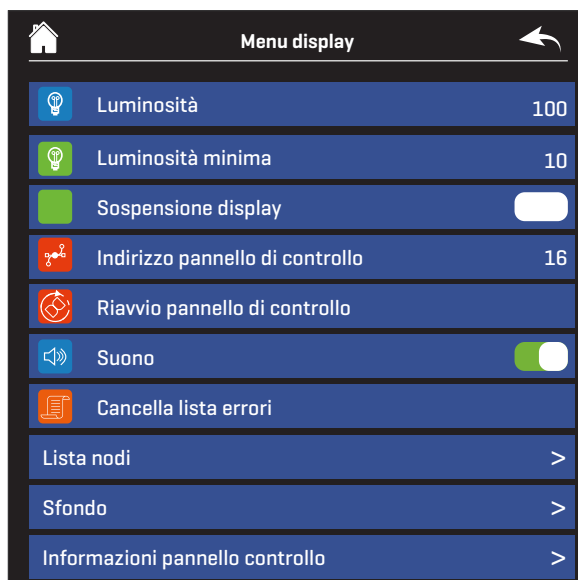 Menu display
Luminosità 100
Luminosità minima 10
Sospensione display
Indirizzo pannello di controllo 16
Riavvio pannello di controllo
Suono
Cancella lista errori
Lista nodi >
Sfondo >
Informazioni pannello controllo >